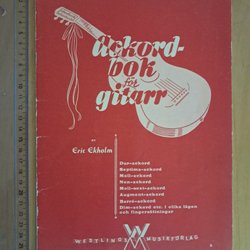 ackord-
bok
för
gitarr
AV
Eric Ekholm
Dur-ackord
Septima-ackord
Moll-ackord
Non-ackord
Moll-sext-ackord
Augment-ackord
Barré-ackord
Dim-ackord etc. i olika lägen
och fingersättningar
WESTLINGS MUSIKFÖRLAG